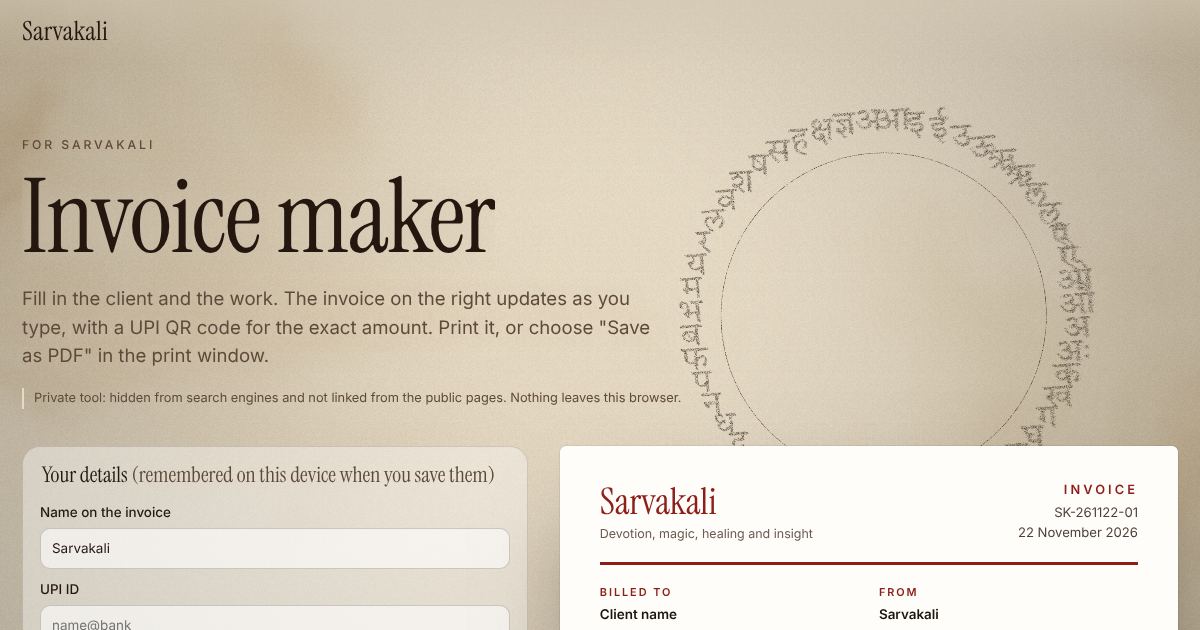 Sarvakali
FOR SARVAKALI
Invoice maker
Fill in the client and the work. The invoice on the right updates as you
type, with a UPI QR code for the exact amount. Print it, or choose "Save
as PDF" in the print window.
Private tool: hidden from search engines and not linked from the public pages. Nothing leaves this browser.
Your details (remembered on this device when you save them)
Name on the invoice
Sarvakali
UPI ID
name@bank
Sarvakali
Devotion, magic, healing and insight
INVOICE
SK-261122-01
22 November 2026
BILLED TO
Client name
FROM
Sarvakali
श ष स ह क्ष ज्ञ अ आ इ ई उ ऊ